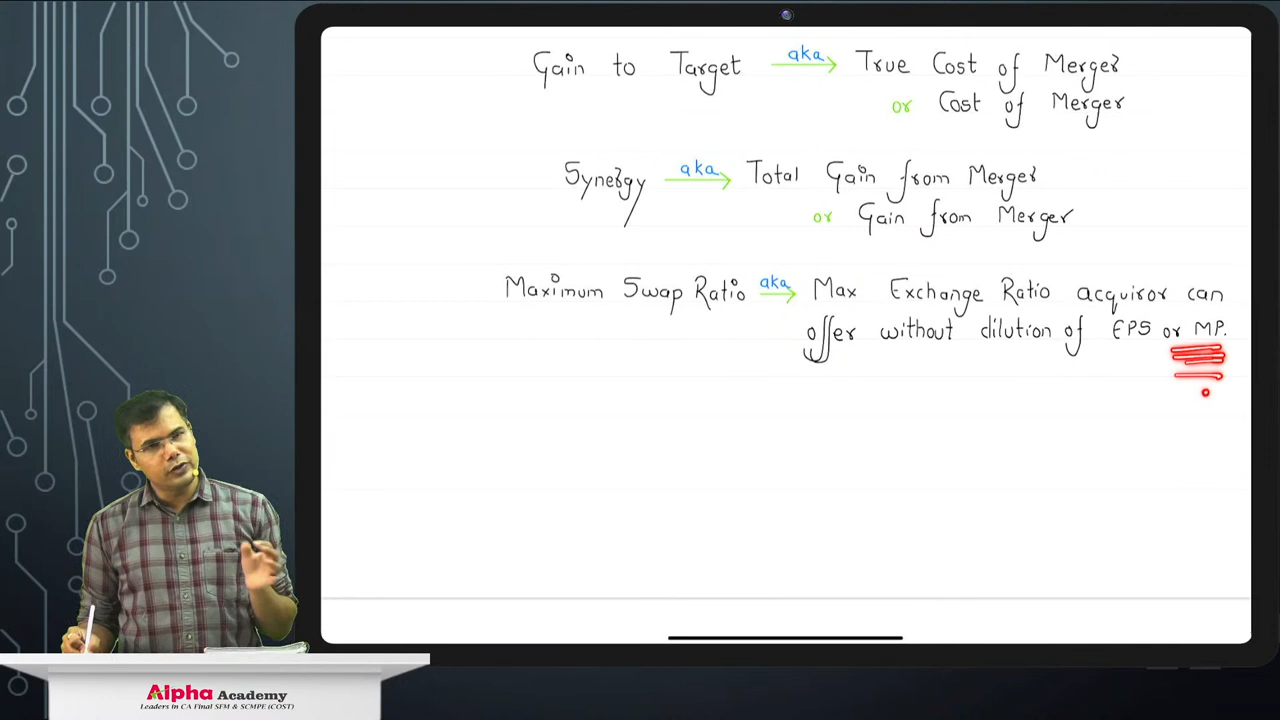 Gain to Target aka → True Cost of Merger
or Cost of Merger
Synergy aka → Total Gain from Merger
or Gain from Merger
Maximum Swap Ratio aka → Max Exchange Ratio acquiror can
offer without dilution of EPS or MP.
Alpha Academy
Leaders in CA Final SFM & SCMPE (COST)